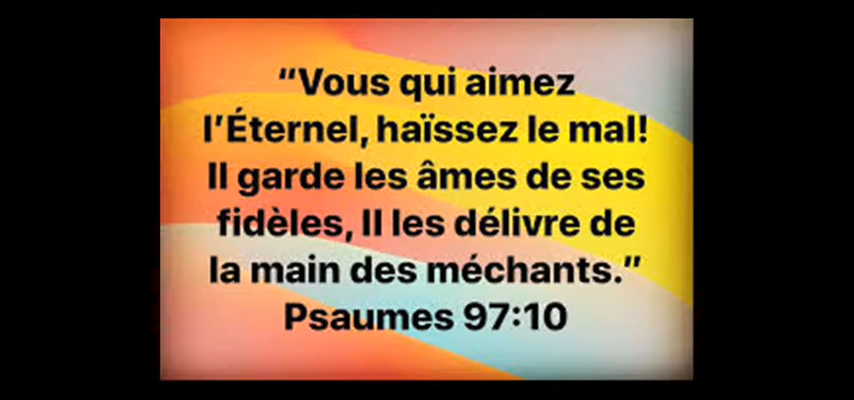 “Vous qui aimez
l’Éternel, haïssez le mal!
Il garde les âmes de ses
fidèles, Il les délivre de
la main des méchants.”
Psaumes 97:10